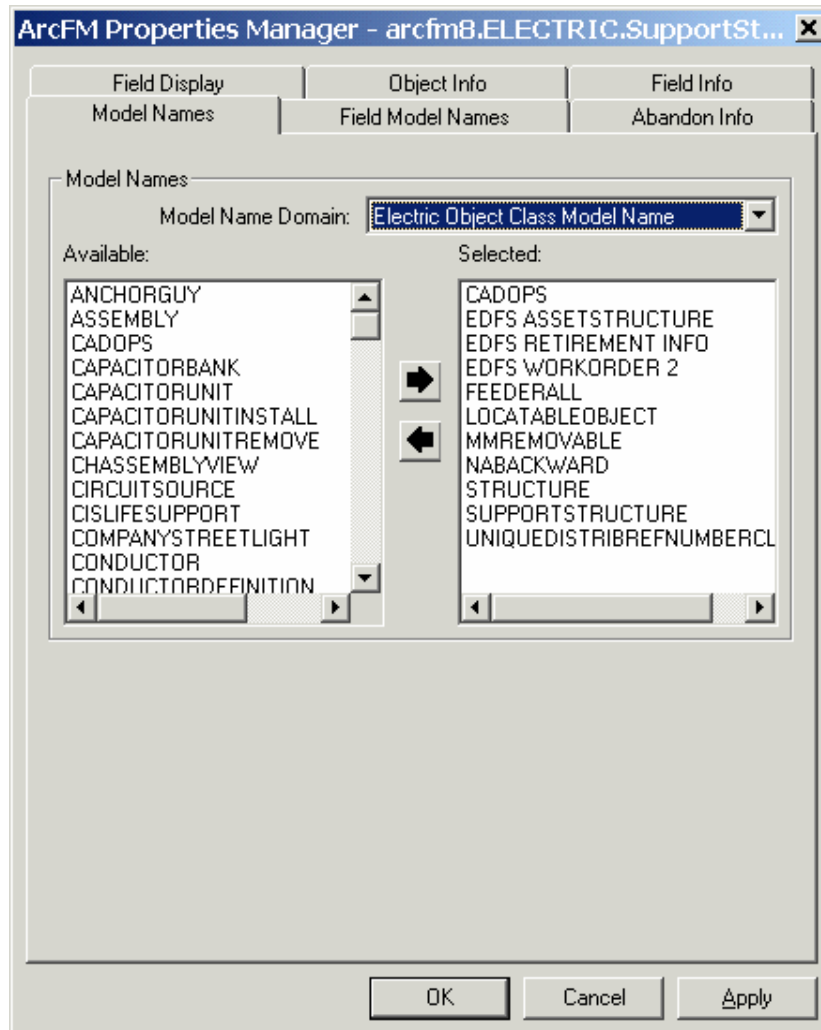 ArcFM Properties Manager - arcfm8.ELECTRIC.SupportSt...
Field Display
Object Info
Field Info
Model Names
Field Model Names
Abandon Info
Model Names
Model Name Domain:
Electric Object Class Model Name
Available:
ANCHORGUY
ASSEMBLY
CADOPS
CAPACITORBANK
CAPACITORUNIT
CAPACITORUNITINSTALL
CAPACITORUNITREMOVE
CHASSEMBLYVIEW
CIRCUITSOURCE
CISLIFESUPPORT
COMPANYSTREETLIGHT
CONDUCTOR
CONDUCTORDEFINITION
Selected:
CADOPS
EDFS ASSETSTRUCTURE
EDFS RETIREMENT INFO
EDFS WORKORDER 2
FEEDERALL
LOCATABLEOBJECT
MMREMOVABLE
NABACKWARD
STRUCTURE
SUPPORTSTRUCTURE
UNIQUEDISTRIBREFNUMBERCL
OK
Cancel
Apply